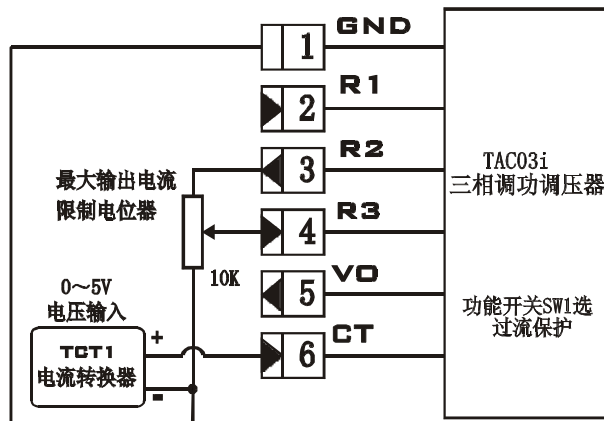 1 GND
2 R1
3 R2
4 R3
5 VO
6 CT
最大输出电流
限制电位器
10K
0～5V
电压输入
TCT1
电流转换器
+
-
TAC03i
三相调功调压器
功能开关SW1选
过流保护